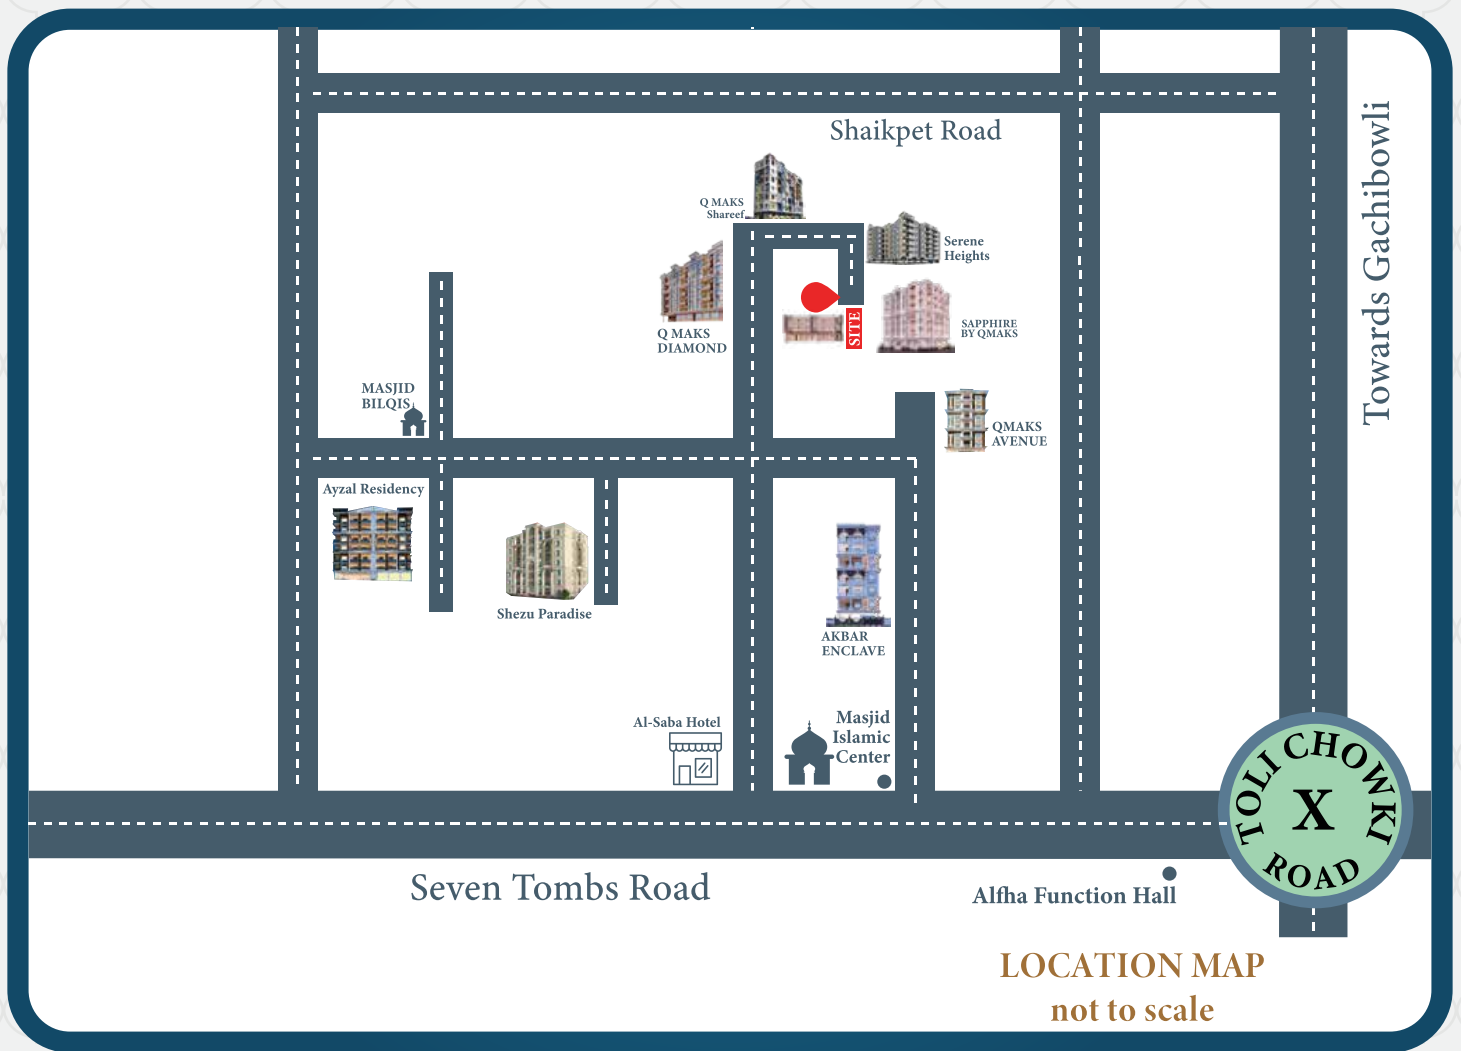 Shaikpet Road
Towards Gachibowli
Q MAKS
Shareef
Serene
Heights
Q MAKS
DIAMOND
SITE
SAPPHIRE
BY QMAKS
MASJID
BILQIS
QMAKS
AVENUE
Ayzal Residency
Shezu Paradise
AKBAR
ENCLAVE
Al-Saba Hotel
Masjid
Islamic
Center
TOLI CHOWKI
X
ROAD
Seven Tombs Road
Alfha Function Hall
LOCATION MAP
not to scale